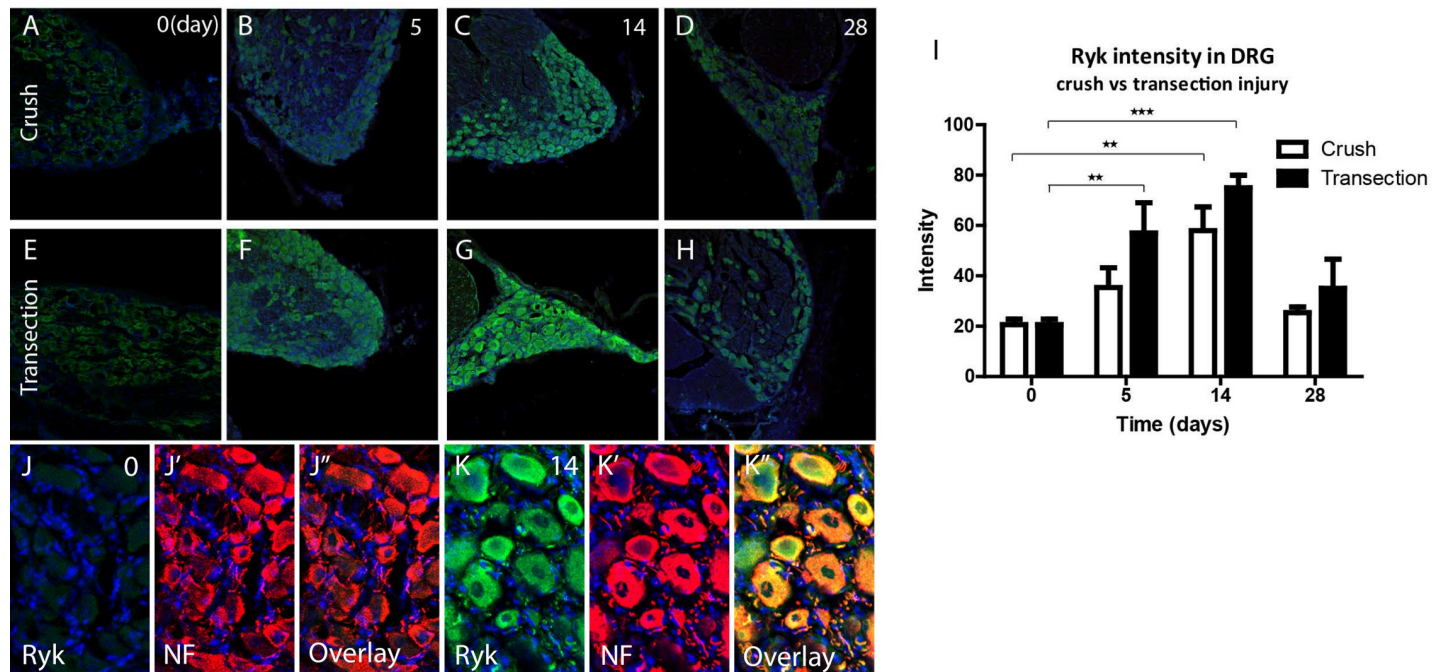 A
0(day)
B
5
C
14
D
28
Crush
E
F
G
H
Transection
J
0
Ryk
J’
NF
J”
Overlay
K
14
Ryk
K’
NF
K”
Overlay
I
Ryk intensity in DRG
crush vs transection injury
Intensity
100
80
60
40
20
0
★★★
★★
★★
Crush
Transection
0
5
14
28
Time (days)